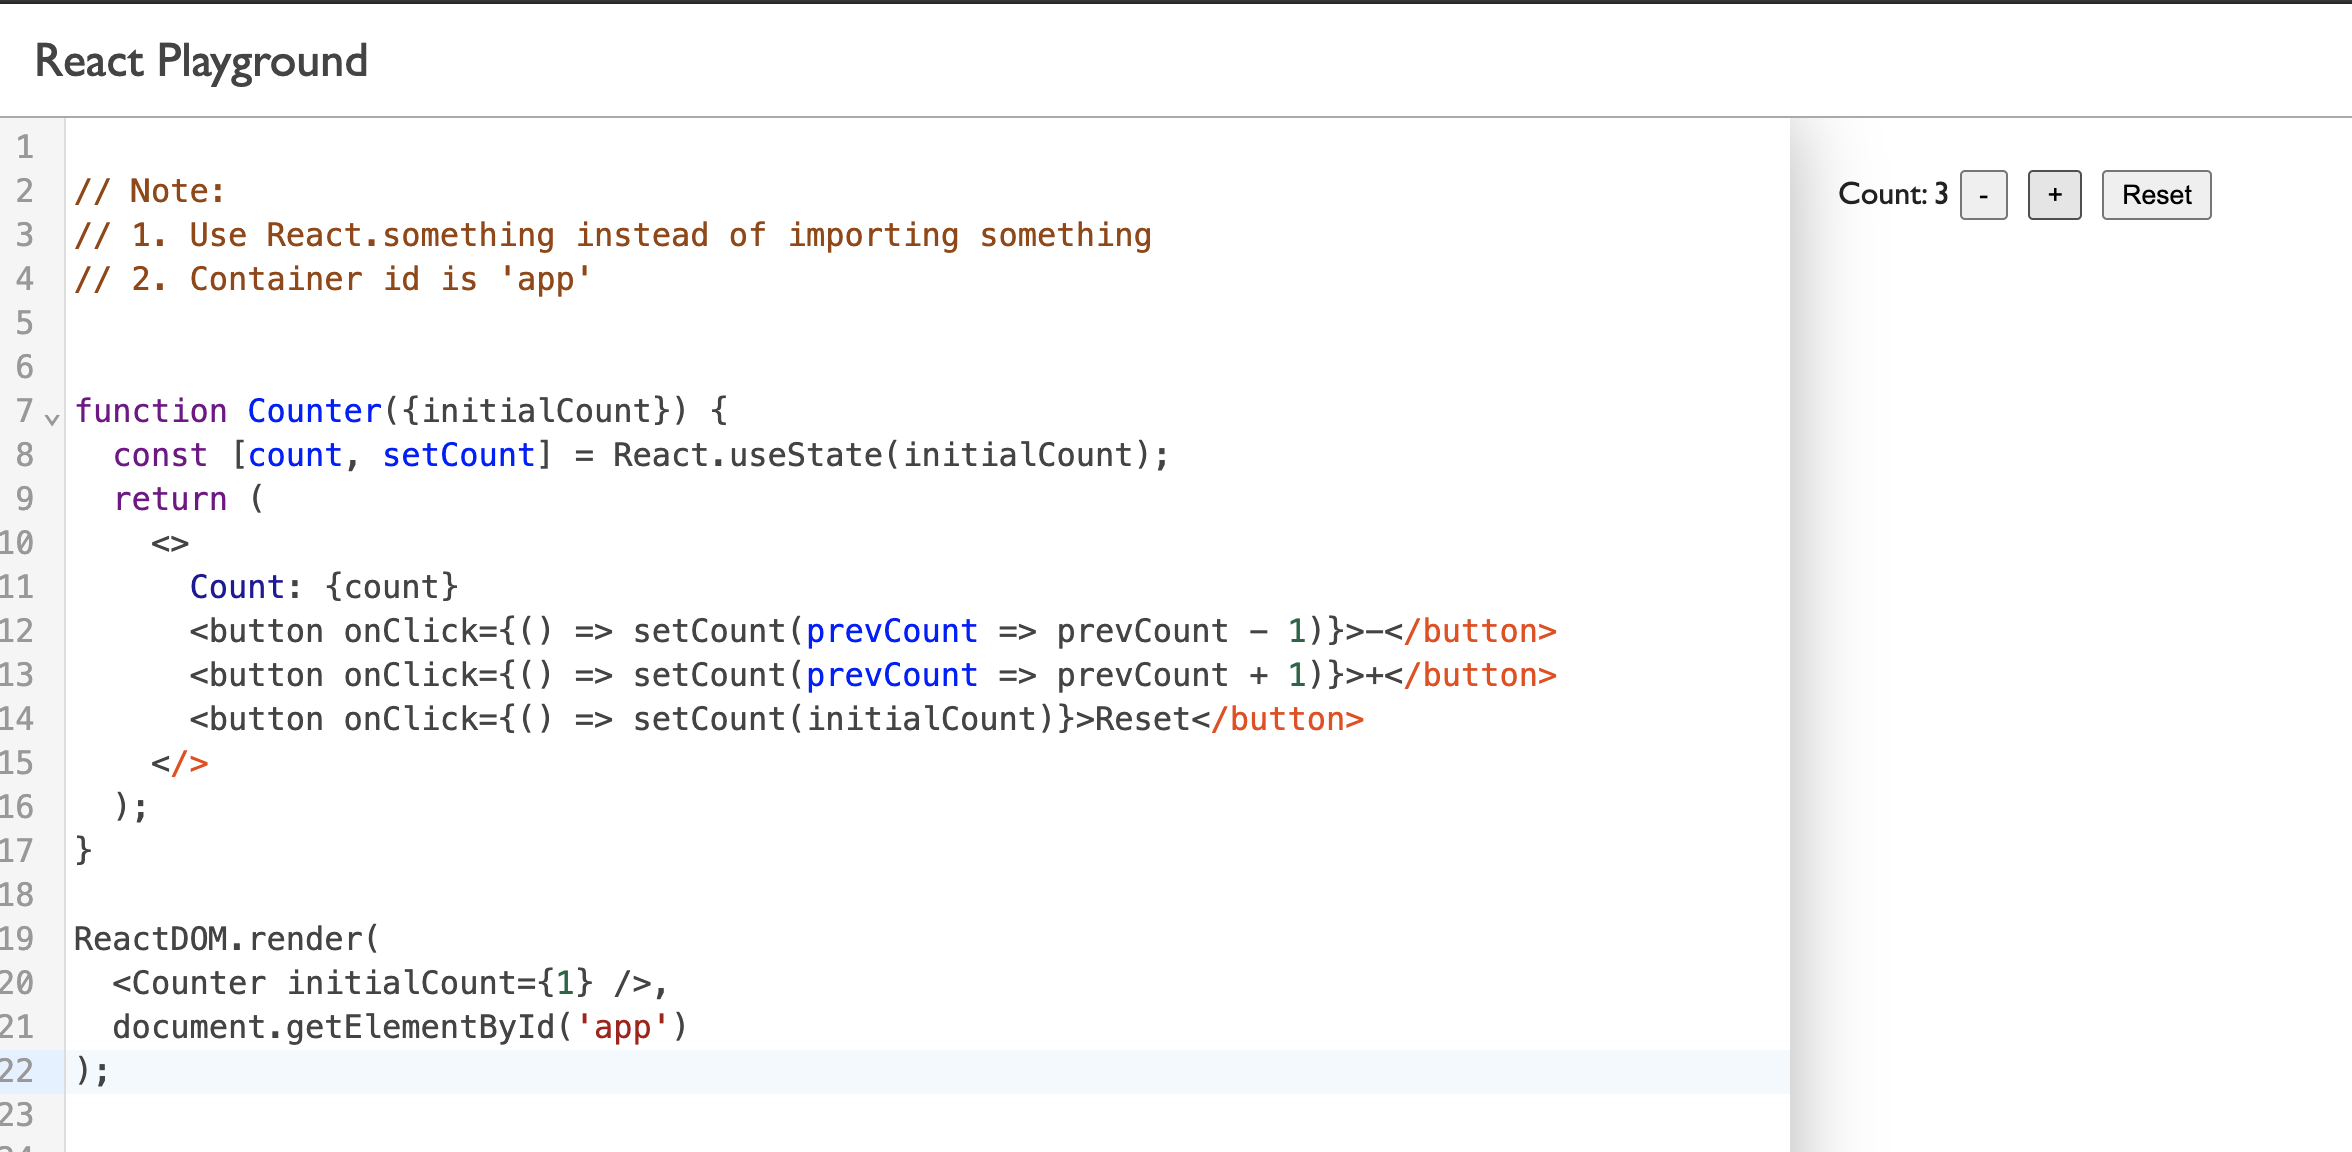 React Playground
1
2 // Note:
3 // 1. Use React.something instead of importing something
4 // 2. Container id is 'app'
5
6
7 function Counter({initialCount}) {
8   const [count, setCount] = React.useState(initialCount);
9   return (
10     <>
11       Count: {count}
12       <button onClick={() => setCount(prevCount => prevCount - 1)}>-</button>
13       <button onClick={() => setCount(prevCount => prevCount + 1)}>+</button>
14       <button onClick={() => setCount(initialCount)}>Reset</button>
15     </>
16   );
17 }
18
19 ReactDOM.render(
20   <Counter initialCount={1} />,
21   document.getElementById('app')
22 );
23
Count: 3 - + Reset